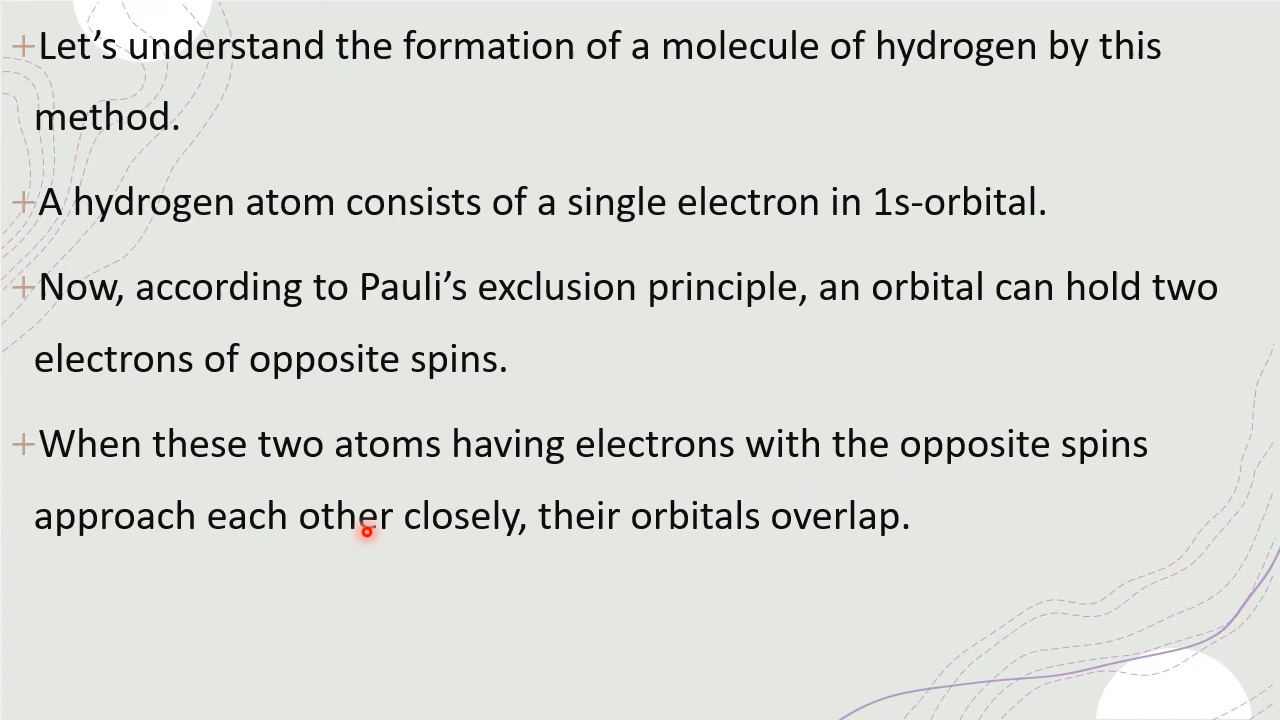 +Let’s understand the formation of a molecule of hydrogen by this
method.
+A hydrogen atom consists of a single electron in 1s-orbital.
+Now, according to Pauli’s exclusion principle, an orbital can hold two
electrons of opposite spins.
+When these two atoms having electrons with the opposite spins
approach each other closely, their orbitals overlap.